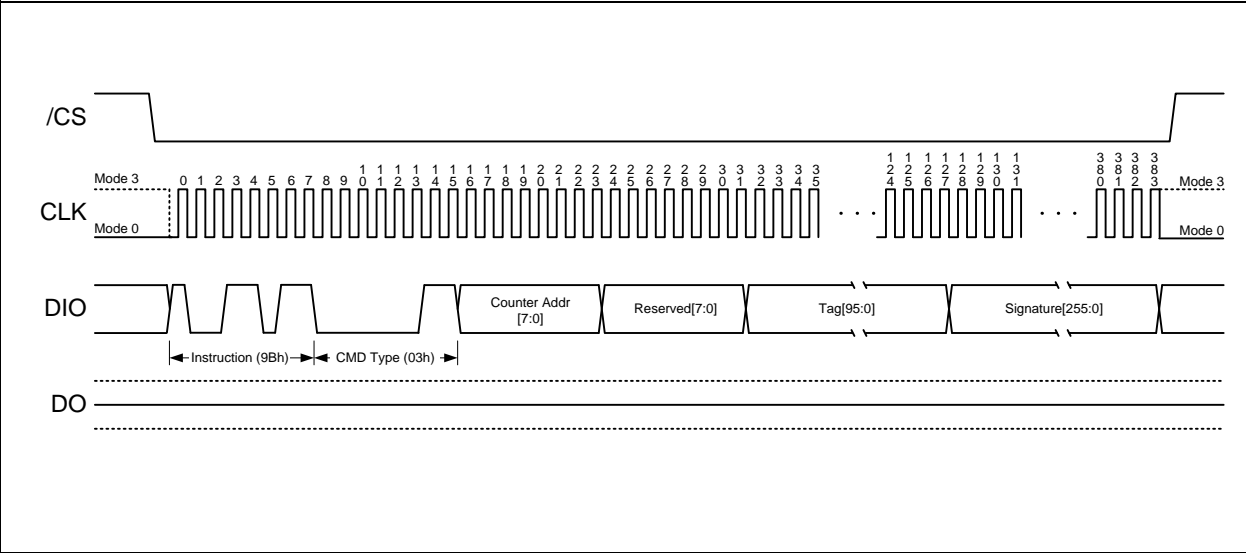 /CS
Mode 3
0 1 2 3 4 5 6 7 8 9 10 11 12 13 14 15 16 17 18 19 20 21 22 23 24 25 26 27 28 29 30 31 32 33 34 35 124 125 126 127 128 129 130 131 380 381 382 383
Mode 3
CLK
. . . . . .
Mode 0
Mode 0
DIO
Counter Addr
[7:0]
Reserved[7:0]
Tag[95:0]
Signature[255:0]
Instruction (9Bh)
CMD Type (03h)
DO